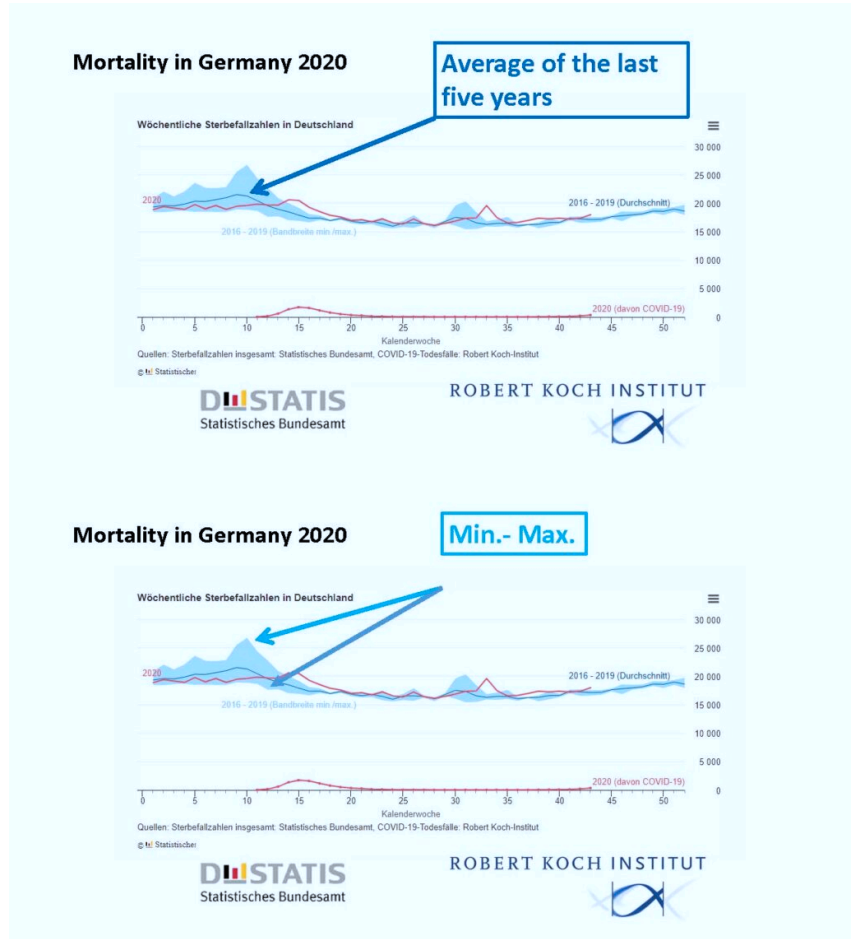 Mortality in Germany 2020
Average of the last
five years
Wöchentliche Sterbefallzahlen in Deutschland
30 000
25 000
20 000
15 000
10 000
5 000
0
2020
2016 - 2019 (Durchschnitt)
2016 - 2019 (Bandbreite min./max.)
2020 (davon COVID-19)
0 5 10 15 20 25 30 35 40 45 50
Kalenderwoche
Quellen: Sterbefallzahlen insgesamt: Statistisches Bundesamt, COVID-19-Todesfälle: Robert Koch-Institut
© Statistisches
DESTATIS
Statistisches Bundesamt
ROBERT KOCH INSTITUT
Mortality in Germany 2020
Min.- Max.
Wöchentliche Sterbefallzahlen in Deutschland
30 000
25 000
20 000
15 000
10 000
5 000
0
2020
2016 - 2019 (Durchschnitt)
2016 - 2019 (Bandbreite min./max.)
2020 (davon COVID-19)
0 5 10 15 20 25 30 35 40 45 50
Kalenderwoche
Quellen: Sterbefallzahlen insgesamt: Statistisches Bundesamt, COVID-19-Todesfälle: Robert Koch-Institut
© Statistisches
DESTATIS
Statistisches Bundesamt
ROBERT KOCH INSTITUT